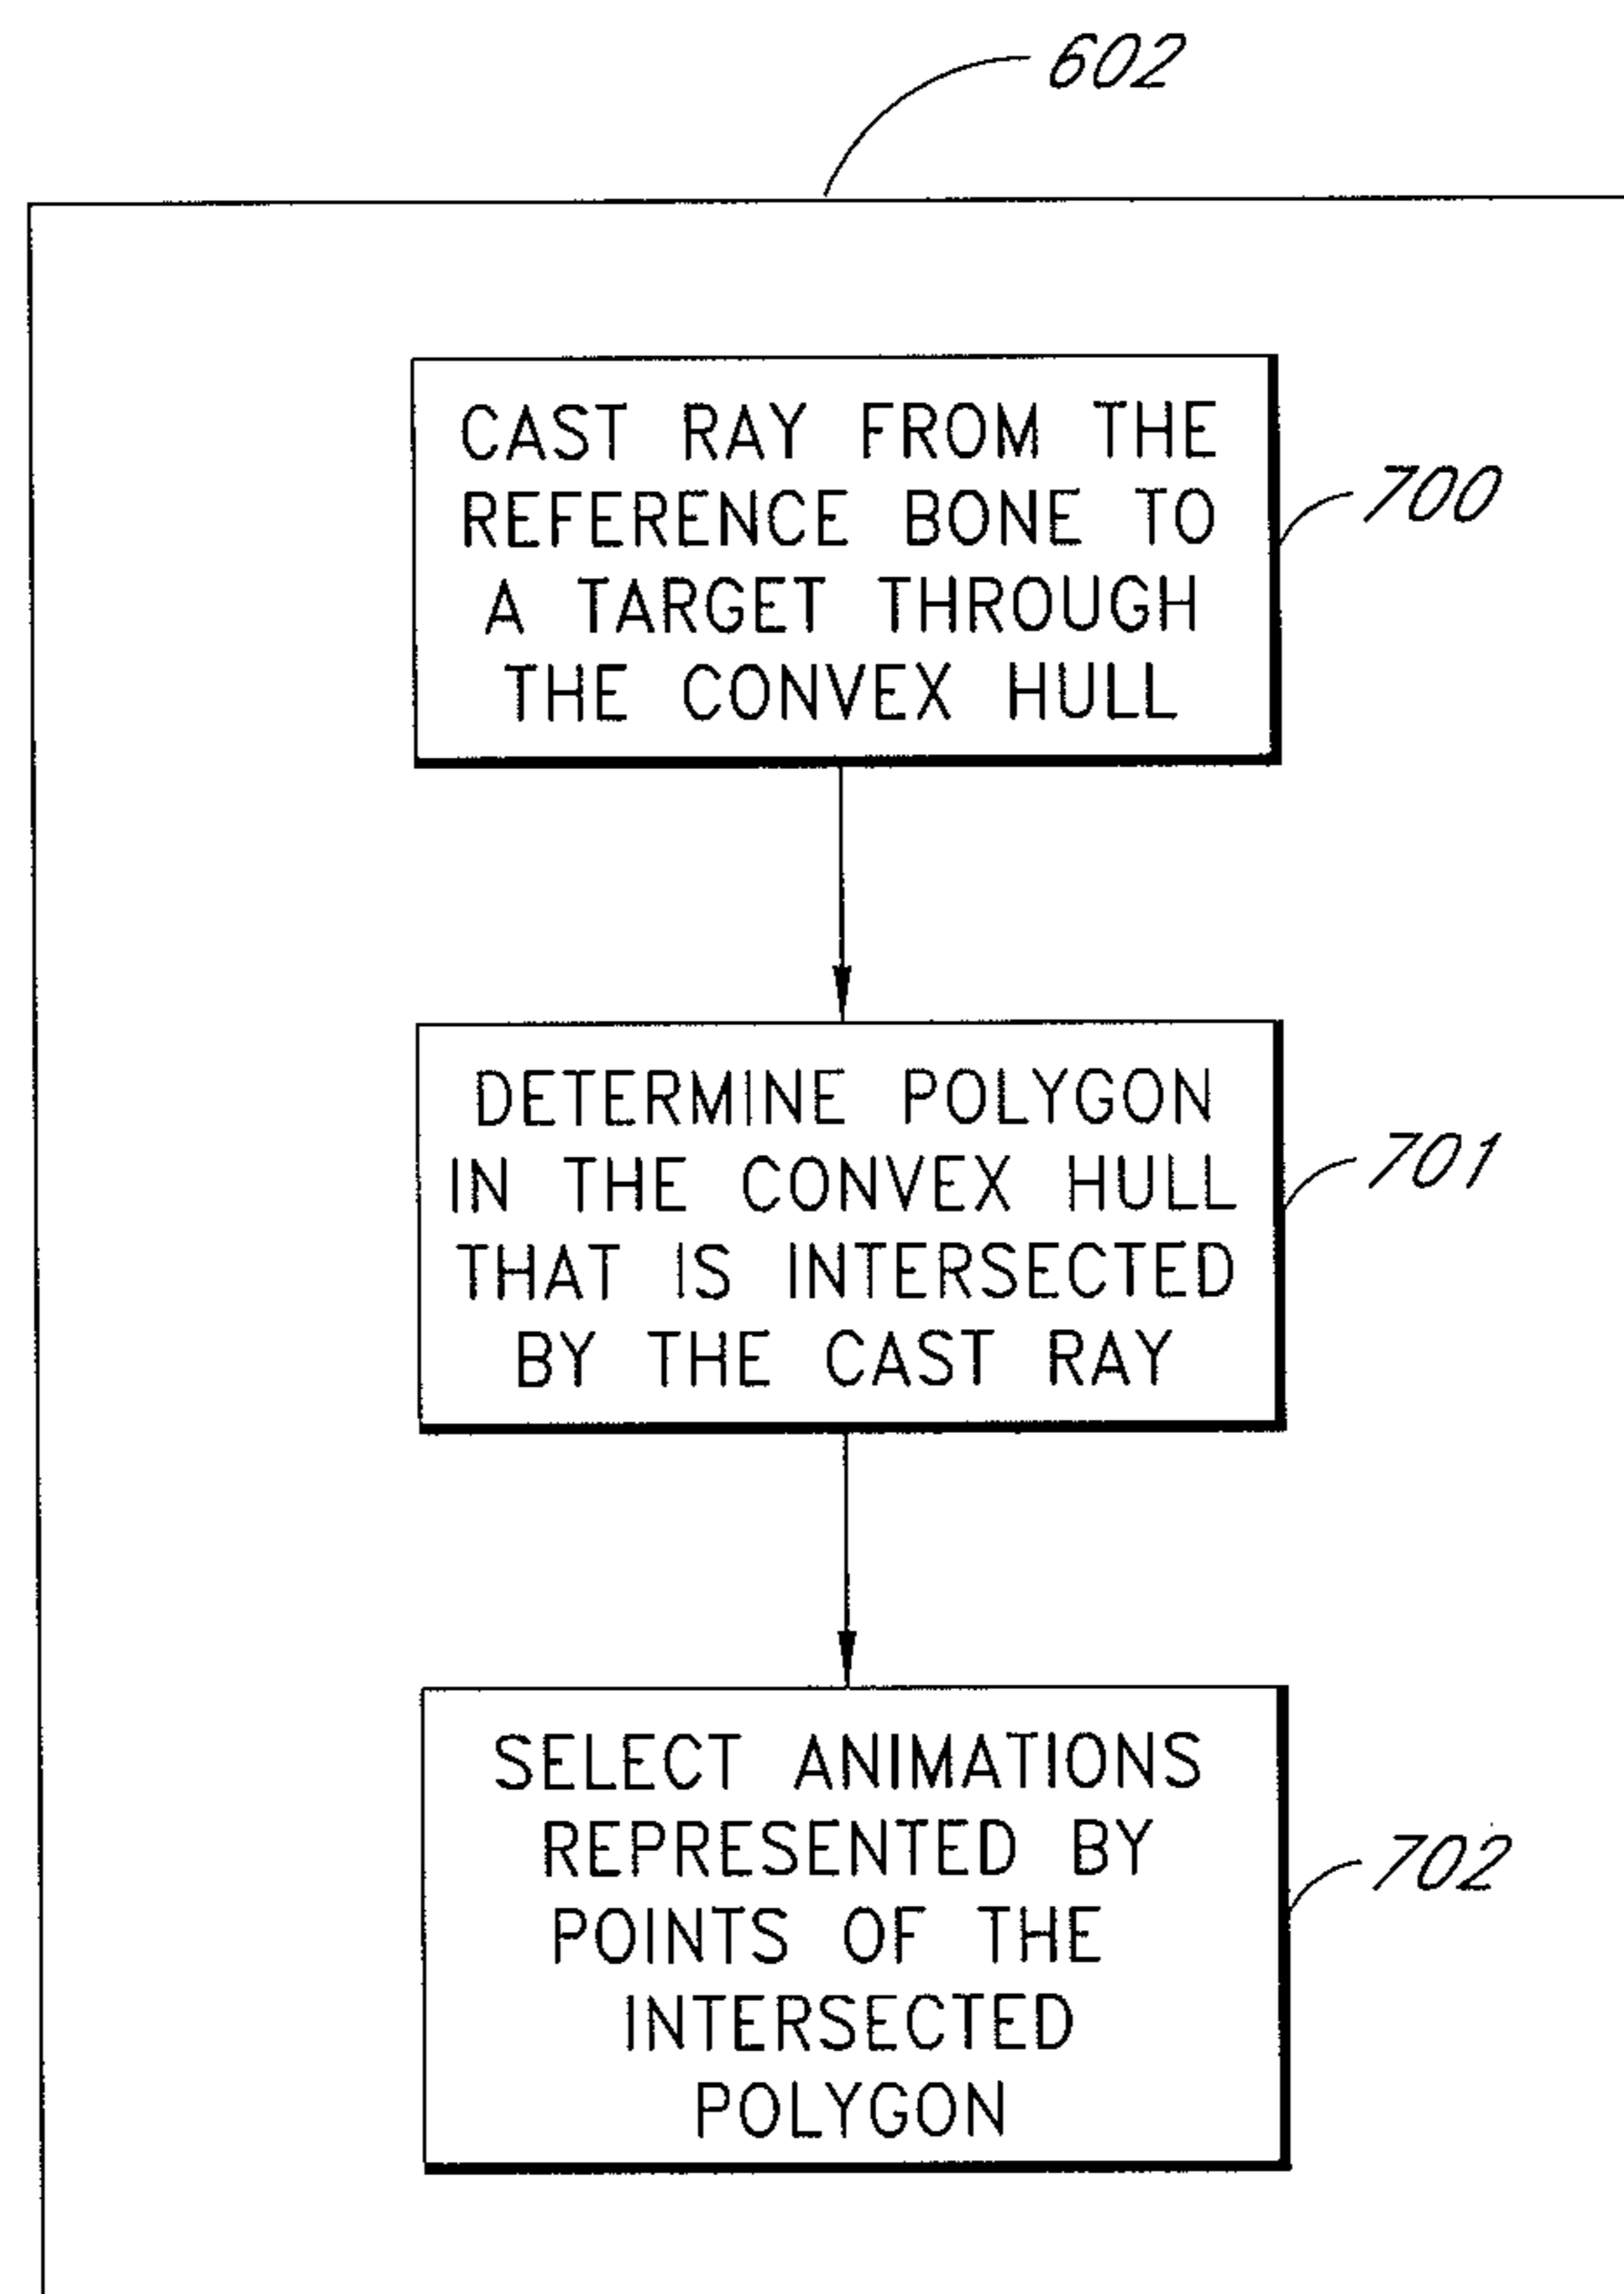 602
CAST RAY FROM THE
REFERENCE BONE TO
A TARGET THROUGH
THE CONVEX HULL
700
DETERMINE POLYGON
IN THE CONVEX HULL
THAT IS INTERSECTED
BY THE CAST RAY
701
SELECT ANIMATIONS
REPRESENTED BY
POINTS OF THE
INTERSECTED
POLYGON
702